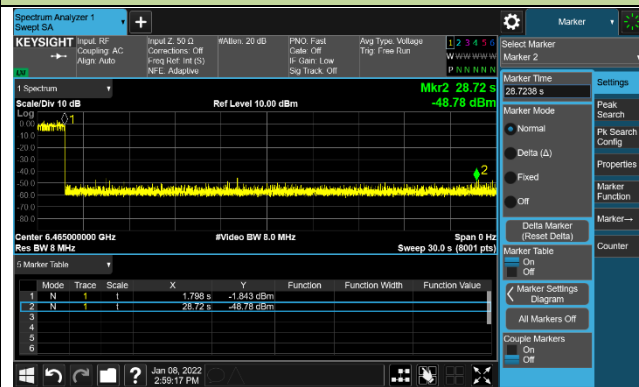 Spectrum Analyzer 1
Swept SA
Marker
KEYSIGHT
Input: RF
Coupling: AC
Align: Auto
Input Z: 50 Ω
Corrections: Off
Freq Ref: Int (S)
NFE: Adaptive
#Atten: 20 dB
PNO: Fast
Gate: Off
IF Gain: Low
Sig Track: Off
Avg Type: Voltage
Trig: Free Run
1 2 3 4 5 6
W W W W W W
P N N N N N
Select Marker
Marker 2
1 Spectrum
Scale/Div 10 dB
Log
Ref Level 10.00 dBm
Mkr2 28.72 s
-48.78 dBm
0.00
-10.0
-20.0
-30.0
-40.0
-50.0
-60.0
-70.0
-80.0
1
2
Center 6.465000000 GHz
Res BW 8 MHz
#Video BW 8.0 MHz
Span 0 Hz
Sweep 30.0 s (8001 pts)
5 Marker Table
Mode Trace Scale X Y Function Function Width Function Value
1 N 1 t 1.798 s -1.843 dBm
2 N 1 t 28.72 s -48.78 dBm
3
4
5
6
Marker Time
28.7238 s
Marker Mode
Normal
Delta (Δ)
Fixed
Off
Delta Marker
(Reset Delta)
Marker Table
On
Off
Marker Settings
Diagram
All Markers Off
Couple Markers
On
Off
Settings
Peak
Search
Pk Search
Config
Properties
Marker
Function
Marker→
Counter
Jan 08, 2022
2:59:17 PM